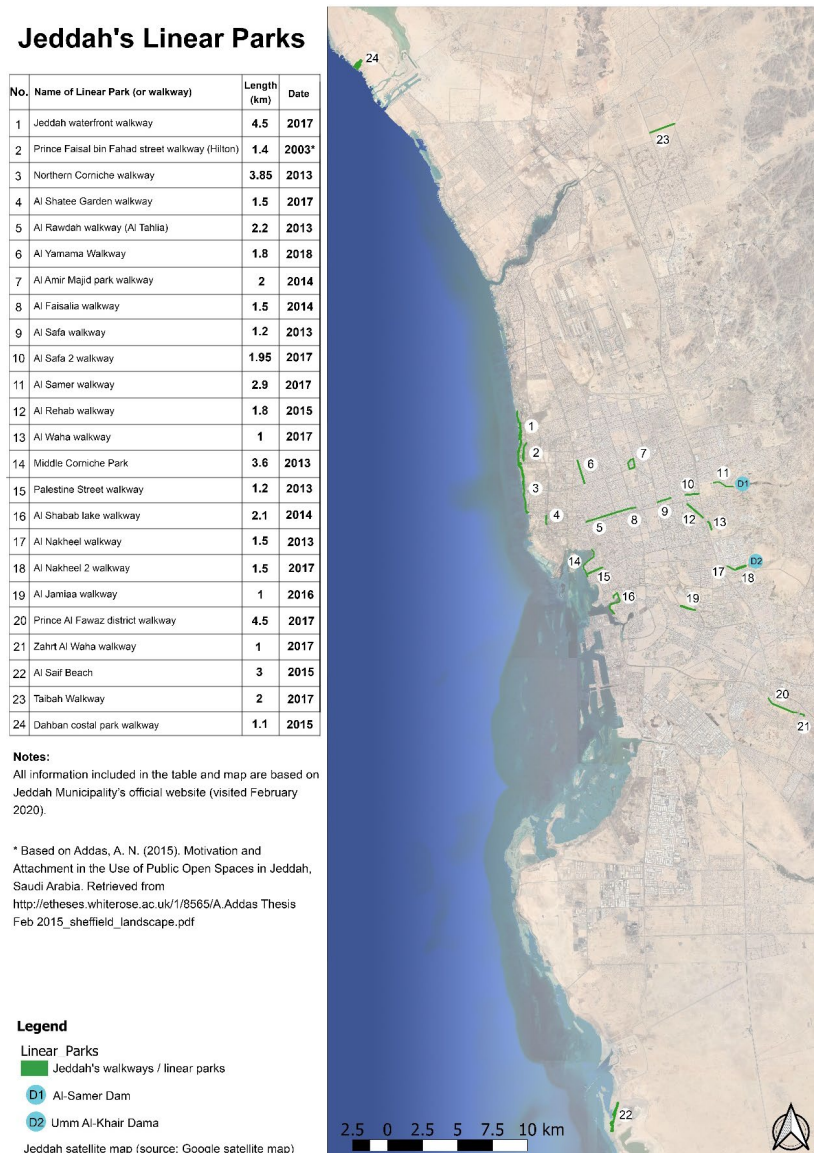 Jeddah's Linear Parks
No. Name of Linear Park (or walkway) Length (km) Date
1 Jeddah waterfront walkway 4.5 2017
2 Prince Faisal bin Fahad street walkway (Hilton) 1.4 2003*
3 Northern Corniche walkway 3.85 2013
4 Al Shatee Garden walkway 1.5 2017
5 Al Rawdah walkway (Al Tahlia) 2.2 2013
6 Al Yamama Walkway 1.8 2018
7 Al Amir Majid park walkway 2 2014
8 Al Faisalia walkway 1.5 2014
9 Al Safa walkway 1.2 2013
10 Al Safa 2 walkway 1.95 2017
11 Al Samer walkway 2.9 2017
12 Al Rehab walkway 1.8 2015
13 Al Waha walkway 1 2017
14 Middle Corniche Park 3.6 2013
15 Palestine Street walkway 1.2 2013
16 Al Shabab lake walkway 2.1 2014
17 Al Nakheel walkway 1.5 2013
18 Al Nakheel 2 walkway 1.5 2017
19 Al Jamiaa walkway 1 2016
20 Prince Al Fawaz district walkway 4.5 2017
21 Zahrt Al Waha walkway 1 2017
22 Al Saif Beach 3 2015
23 Taibah Walkway 2 2017
24 Dahban costal park walkway 1.1 2015
Notes:
All information included in the table and map are based on
Jeddah Municipality's official website (visited February
2020).
* Based on Addas, A. N. (2015). Motivation and
Attachment in the Use of Public Open Spaces in Jeddah,
Saudi Arabia. Retrieved from
http://etheses.whiterose.ac.uk/1/8565/A.Addas Thesis
Feb 2015_sheffield_landscape.pdf
Legend
Linear_Parks
Jeddah's walkways / linear parks
D1 Al-Samer Dam
D2 Umm Al-Khair Dama
Jeddah satellite map (source: Google satellite map)
24
23
1
2
3
4
5
6
7
8
9
10
11
D1
12
13
14
15
16
17
D2
18
19
20
21
22
2.5 0 2.5 5 7.5 10 km